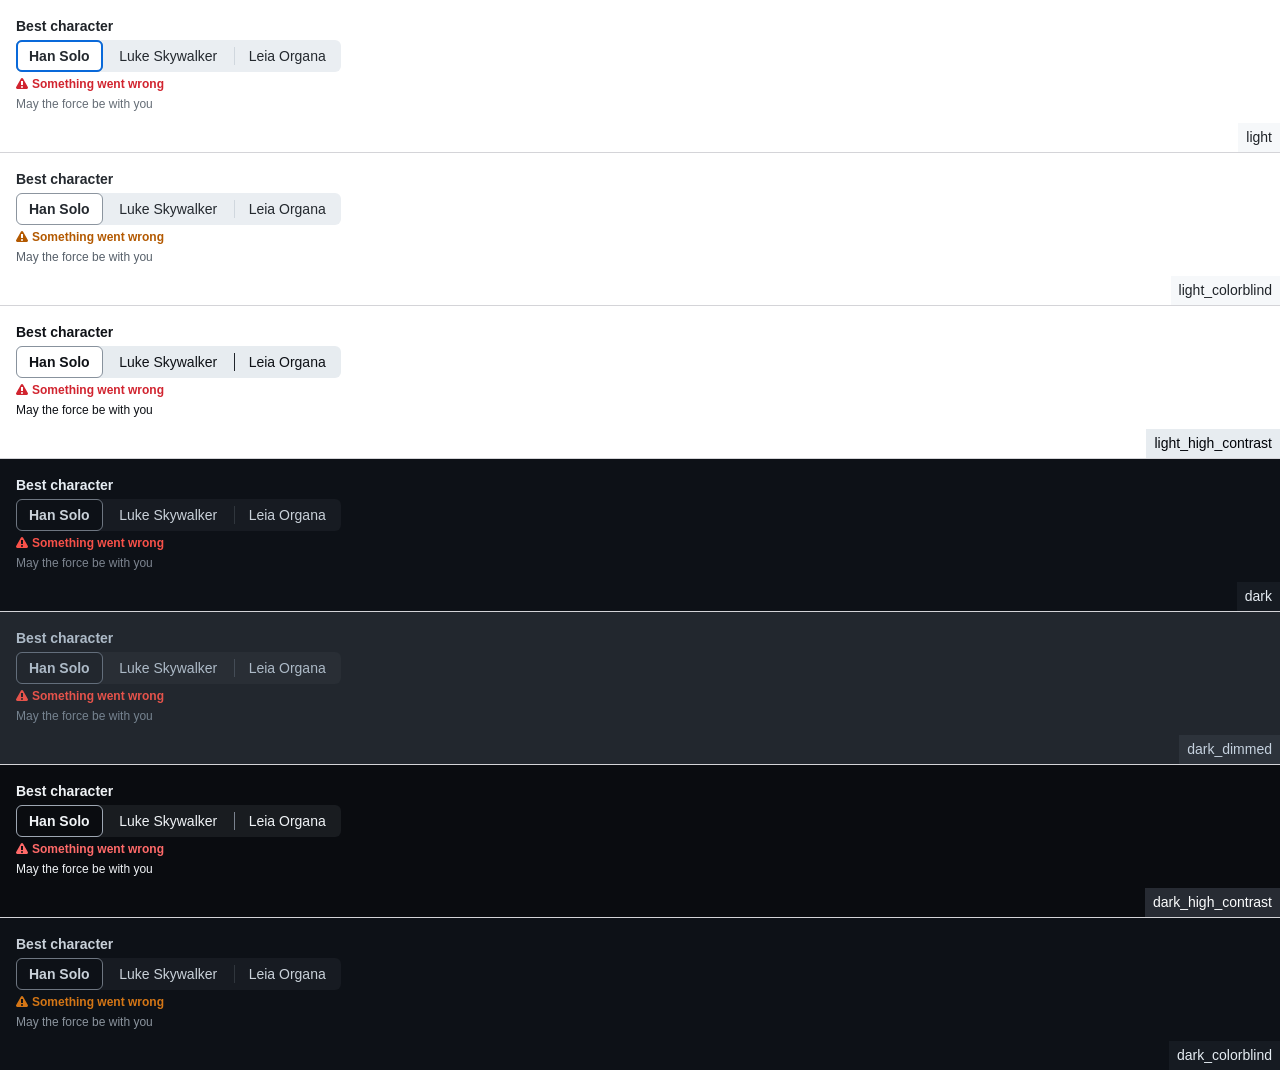 Best character
Han Solo Luke Skywalker Leia Organa
Something went wrong
May the force be with you
light
Best character
Han Solo Luke Skywalker Leia Organa
Something went wrong
May the force be with you
light_colorblind
Best character
Han Solo Luke Skywalker Leia Organa
Something went wrong
May the force be with you
light_high_contrast
Best character
Han Solo Luke Skywalker Leia Organa
Something went wrong
May the force be with you
dark
Best character
Han Solo Luke Skywalker Leia Organa
Something went wrong
May the force be with you
dark_dimmed
Best character
Han Solo Luke Skywalker Leia Organa
Something went wrong
May the force be with you
dark_high_contrast
Best character
Han Solo Luke Skywalker Leia Organa
Something went wrong
May the force be with you
dark_colorblind